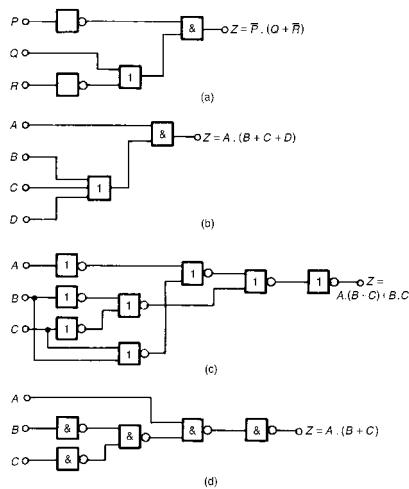 P
&
Z = P̅ . (Q + R̅)
Q
1
R
(a)
A
&
Z = A . (B + C + D)
B
C
1
D
(b)
A
1
1
Z =
A.(B · C) + B.C
B
1
1
1
1
C
1
1
(c)
A
B
&
&
&
&
Z = A . (B + C)
C
&
(d)